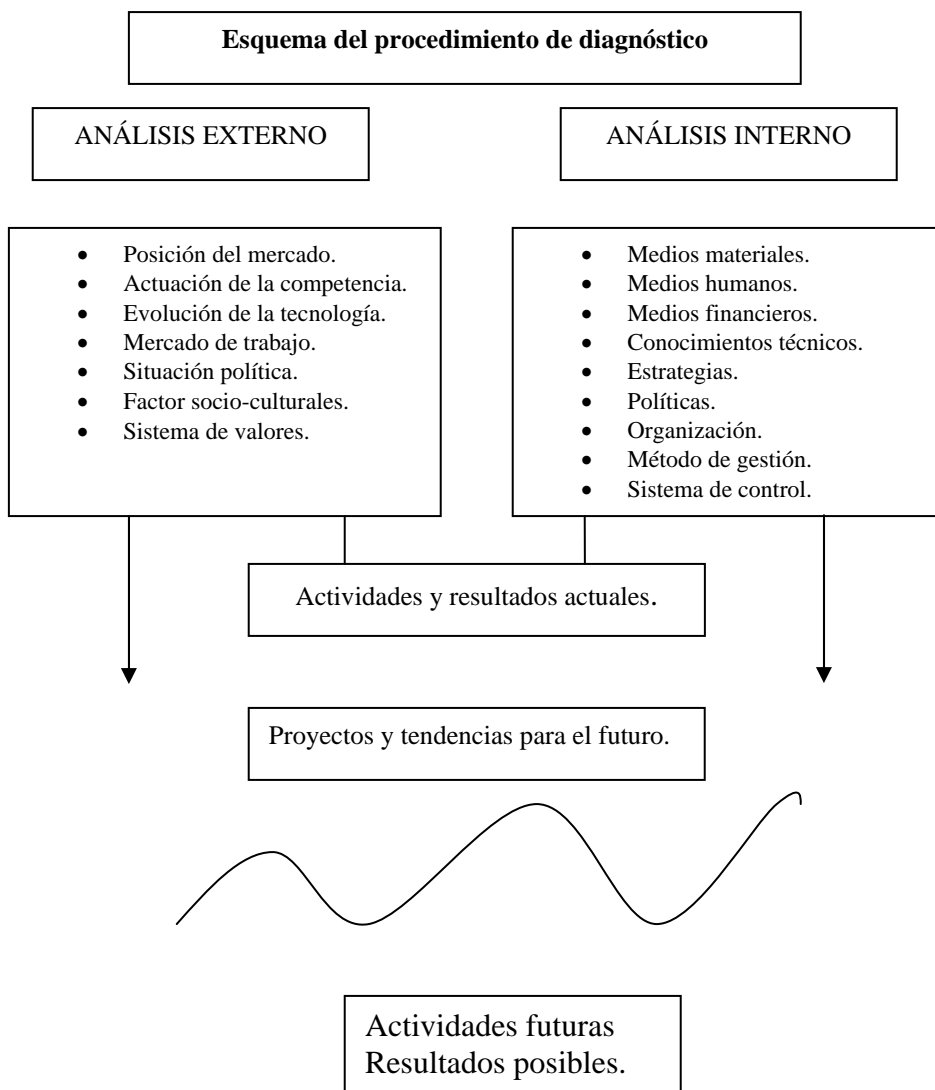 Esquema del procedimiento de diagnóstico
ANÁLISIS EXTERNO
ANÁLISIS INTERNO
• Posición del mercado.
• Actuación de la competencia.
• Evolución de la tecnología.
• Mercado de trabajo.
• Situación política.
• Factor socio-culturales.
• Sistema de valores.
• Medios materiales.
• Medios humanos.
• Medios financieros.
• Conocimientos técnicos.
• Estrategias.
• Políticas.
• Organización.
• Método de gestión.
• Sistema de control.
Actividades y resultados actuales.
Proyectos y tendencias para el futuro.
Actividades futuras
Resultados posibles.